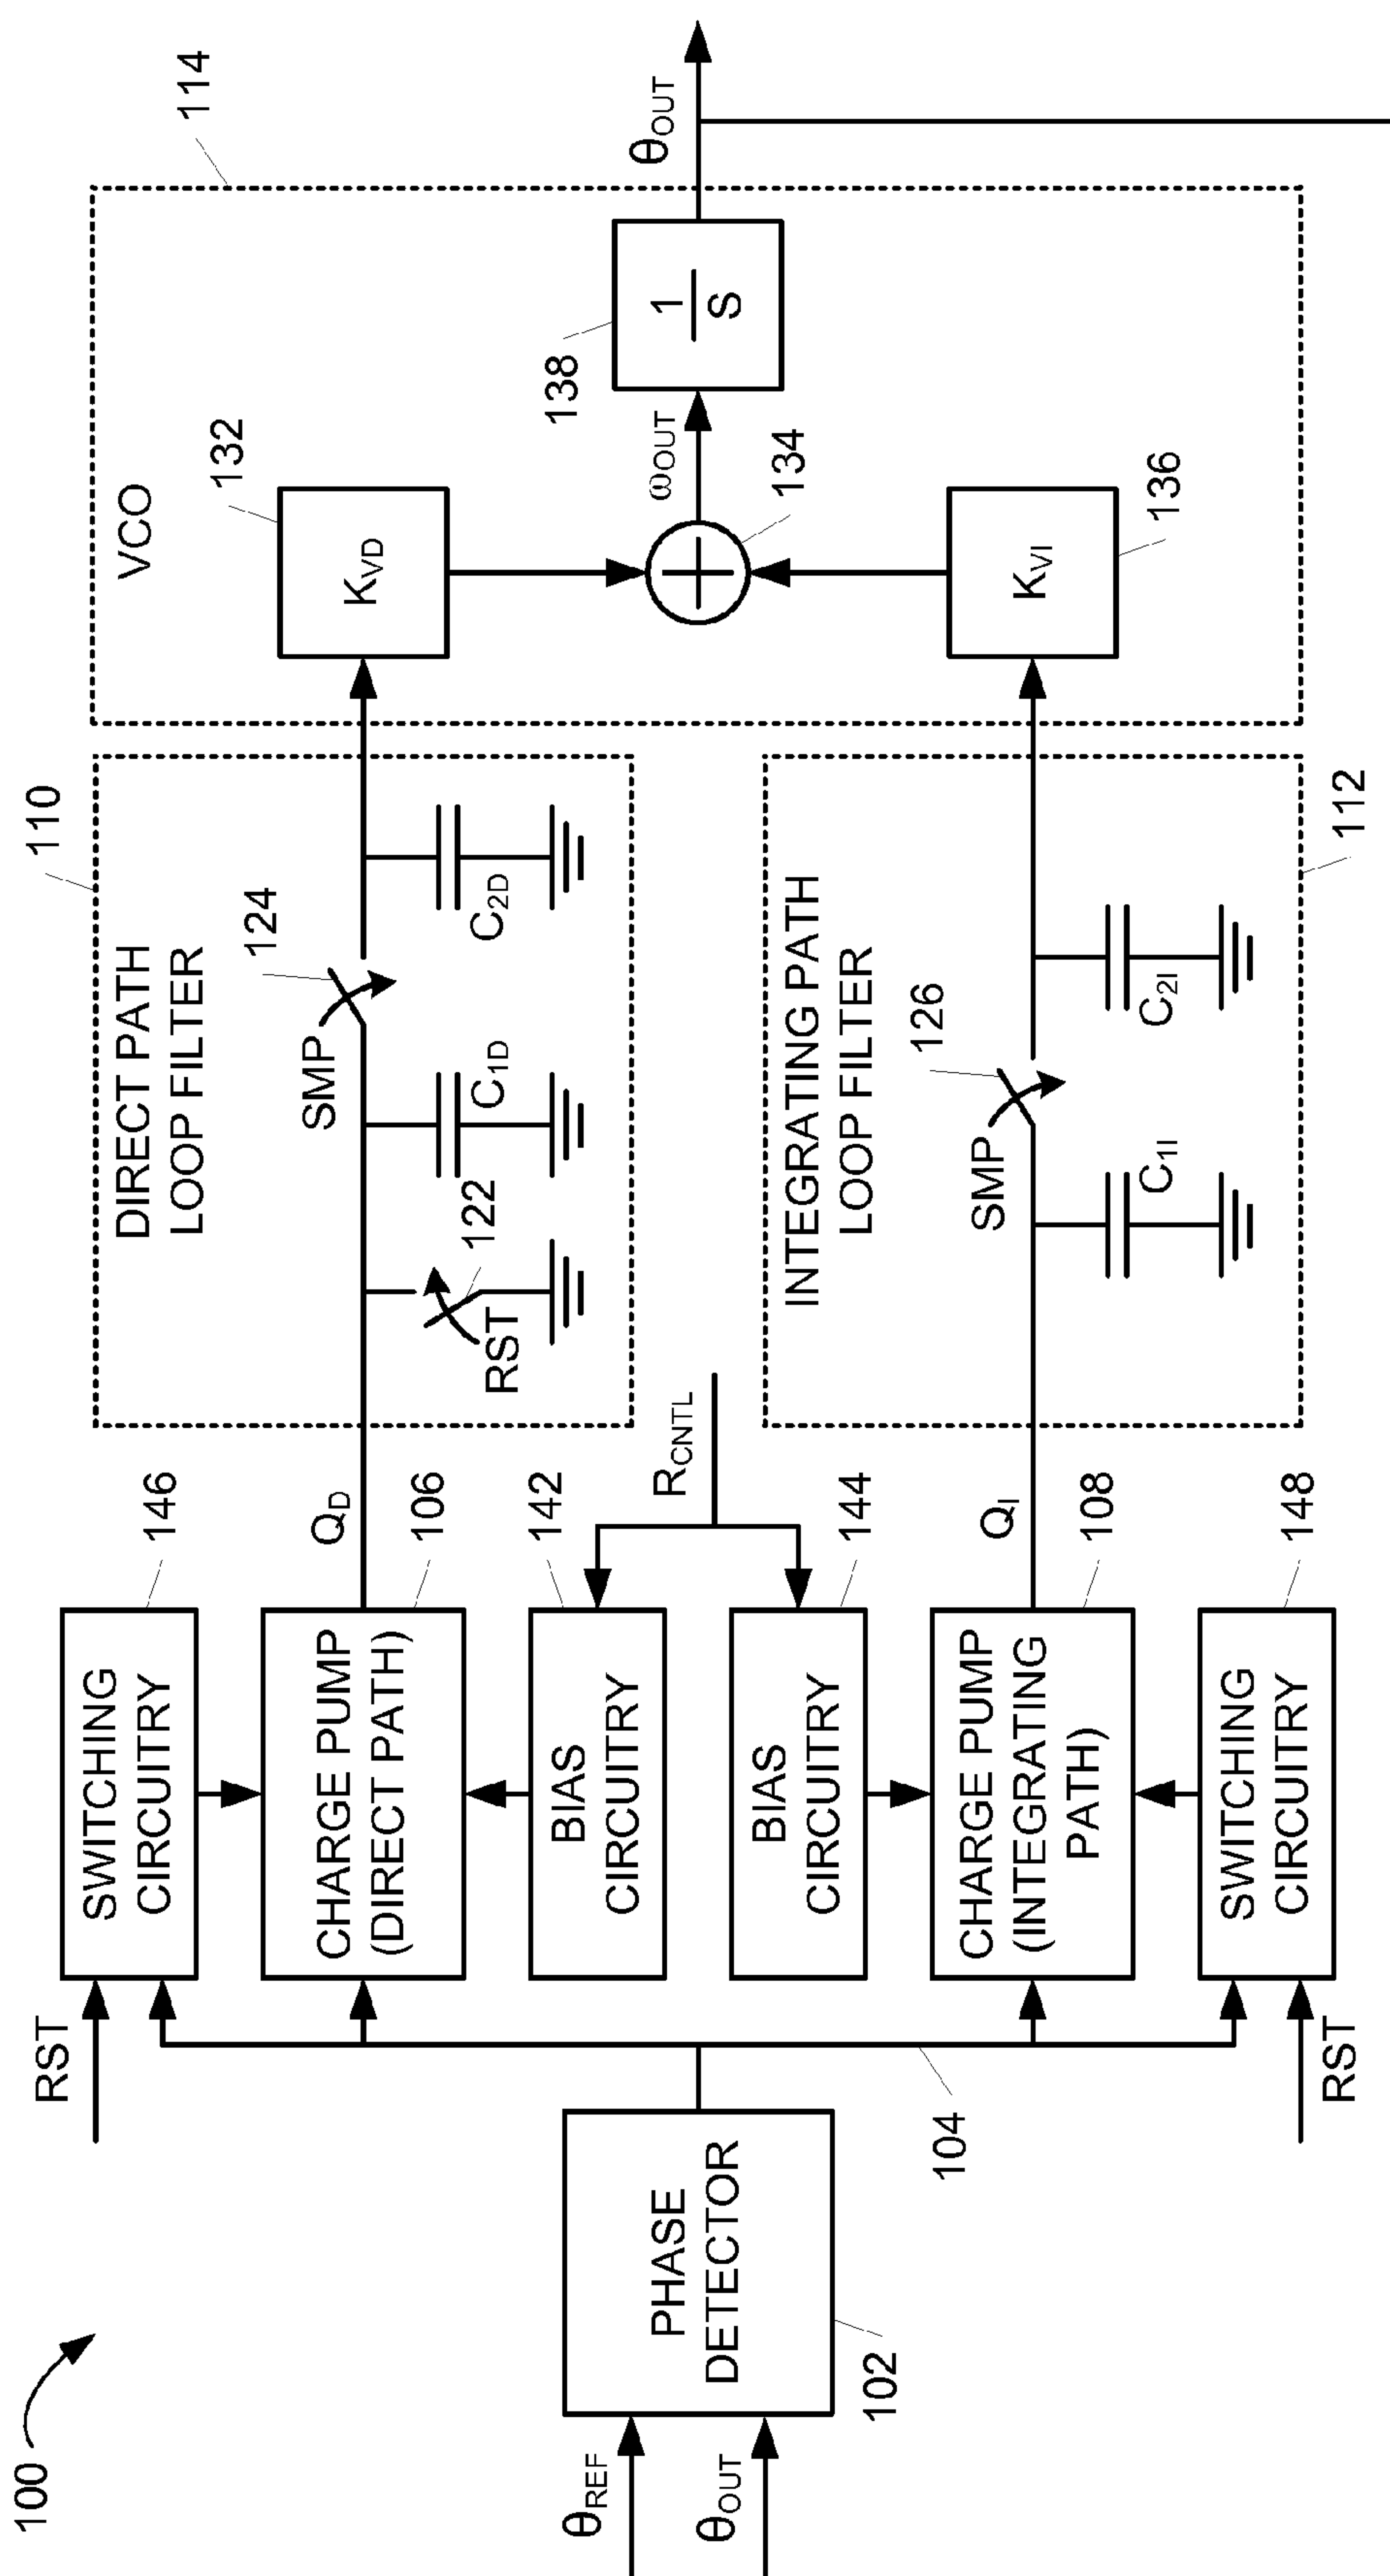 100
θREF
θOUT
PHASE
DETECTOR
102
104
RST
SWITCHING
CIRCUITRY
146
CHARGE PUMP
(DIRECT PATH)
106
QD
BIAS
CIRCUITRY
142
RCNTL
BIAS
CIRCUITRY
144
CHARGE PUMP
(INTEGRATING
PATH)
108
QI
SWITCHING
CIRCUITRY
148
RST
110
DIRECT PATH
LOOP FILTER
RST
122
C1D
SMP
124
C2D
INTEGRATING PATH
LOOP FILTER
C1I
SMP
126
C2I
112
114
VCO
KVD
132
ωOUT
134
KVI
136
1
S
138
θOUT